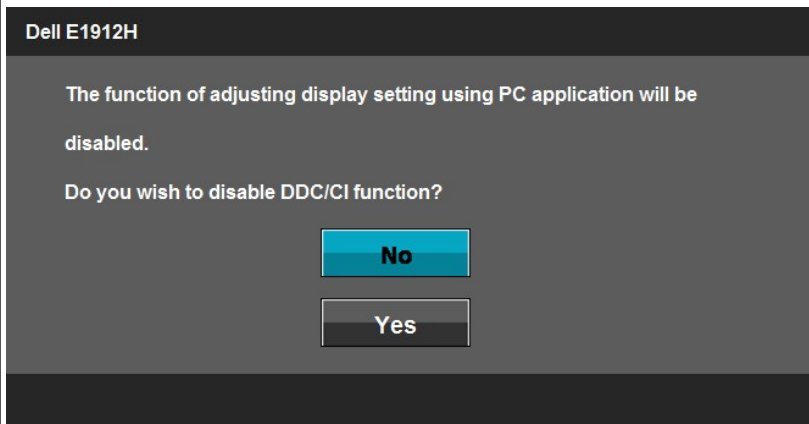 Dell E1912H
The function of adjusting display setting using PC application will be
disabled.
Do you wish to disable DDC/CI function?
No
Yes